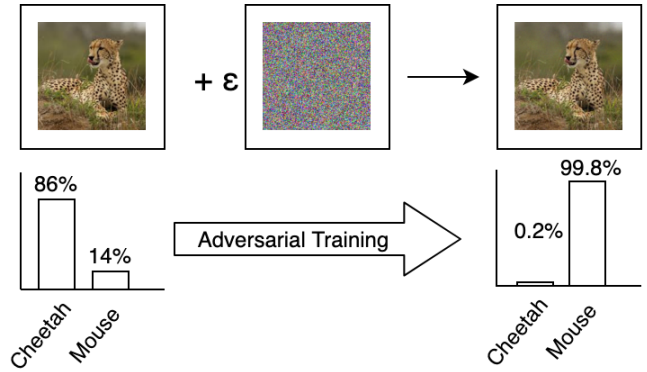 + ε
86%
14%
Cheetah
Mouse
Adversarial Training
99.8%
0.2%
Cheetah
Mouse